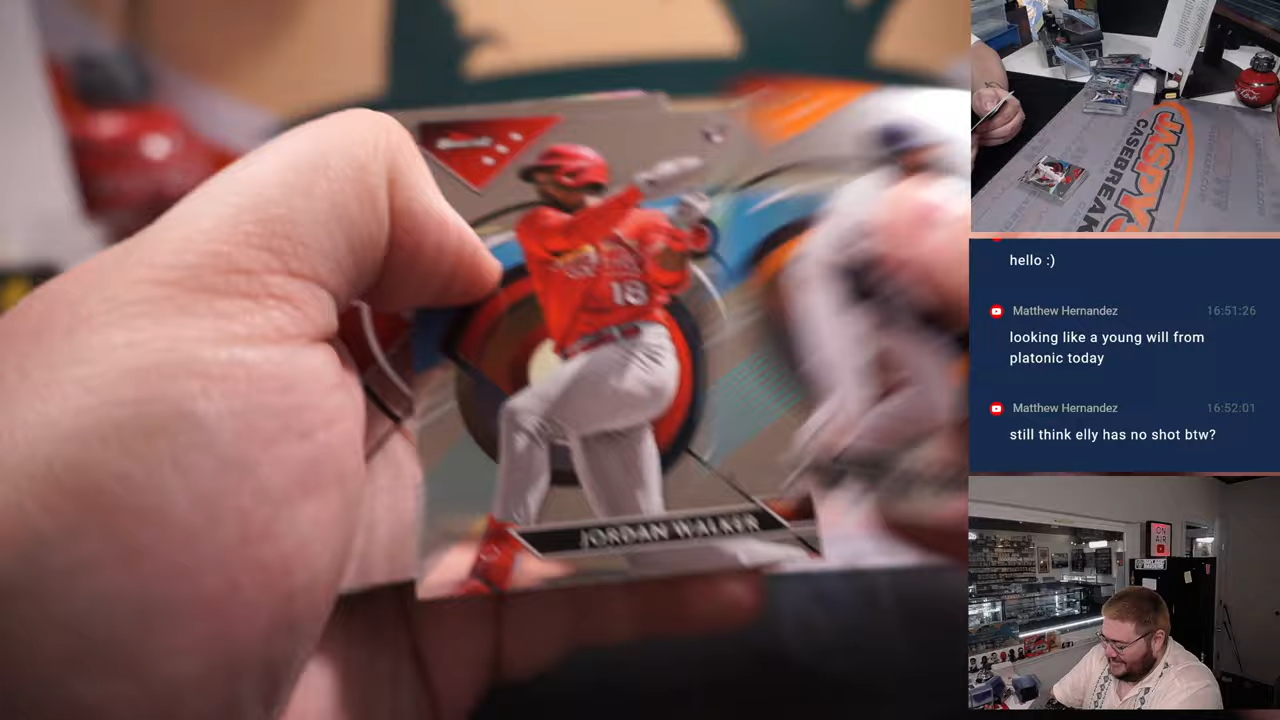 18
JORDAN WALKER
JASPY'S
CASEBREAK
hello :)
Matthew Hernandez 16:51:26
looking like a young will from
platonic today
Matthew Hernandez 16:52:01
still think elly has no shot btw?
ON
AIR